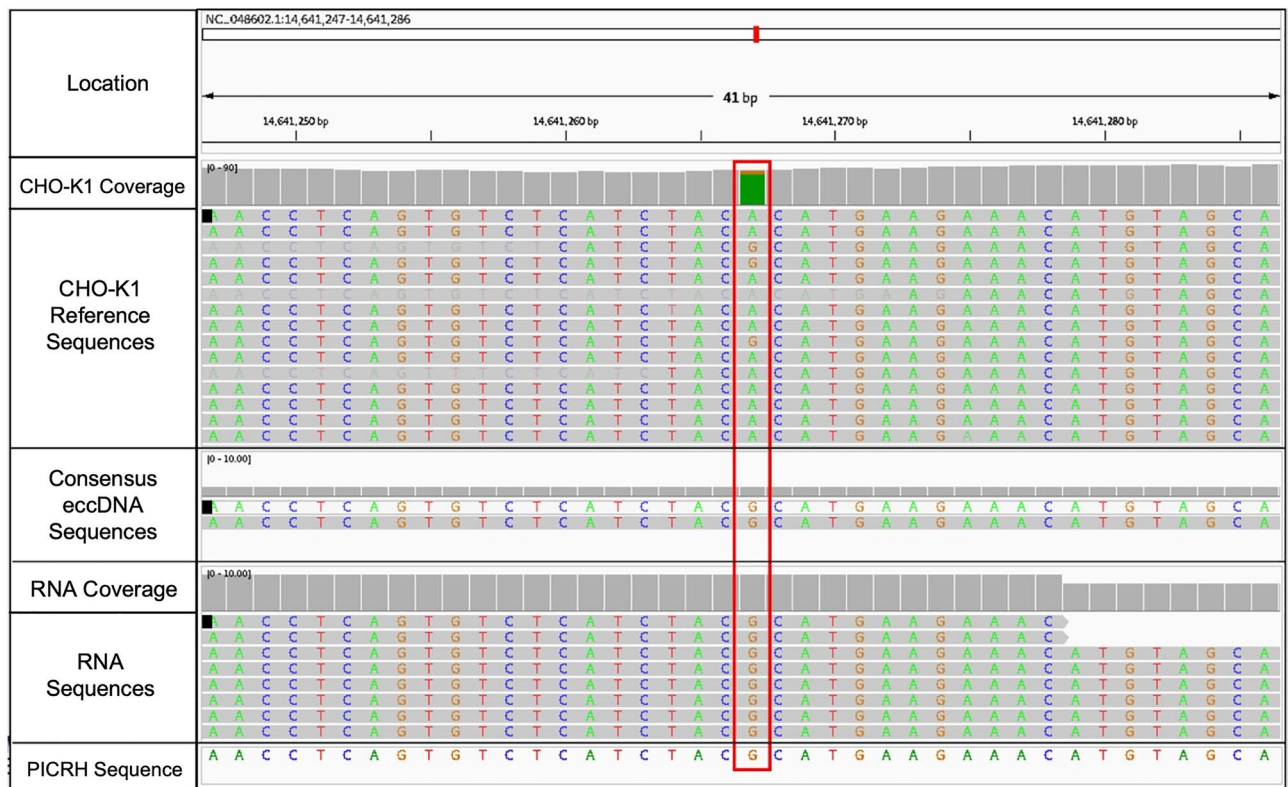 NC_048602.1:14,641,247-14,641,286
Location
41 bp
14,641,250 bp 14,641,260 bp 14,641,270 bp 14,641,280 bp
CHO-K1 Coverage
[0 - 90]
CHO-K1
Reference
Sequences
A A C C T C A G T G T C T C A T C T A C A C A T G A A G A A A C A T G T A G C A
A A C C T C A G T G T C T C A T C T A C A C A T G A A G A A A C A T G T A G C A
A A C C T C A G T G T C T C A T C T A C G C A T G A A G A A A C A T G T A G C A
A A C C T C A G T G T C T C A T C T A C G C A T G A A G A A A C A T G T A G C A
A A C C T C A G T G T C T C A T C T A C A C A T G A A G A A A C A T G T A G C A
A A C C T C A G T G T C T C A T C T A C A C A T G A A G A A A C A T G T A G C A
A A C C T C A G T G T C T C A T C T A C A C A T G A A G A A A C A T G T A G C A
A A C C T C A G T G T C T C A T C T A C A C A T G A A G A A A C A T G T A G C A
A A C C T C A G T G T C T C A T C T A C G C A T G A A G A A A C A T G T A G C A
A A C C T C A G T G T C T C A T C T A C A C A T G A A G A A A C A T G T A G C A
A A C C T C A G T T T C T C A T C T A C A C A T G A A G A A A C A T G T A G C A
A A C C T C A G T G T C T C A T C T A C A C A T G A A G A A A C A T G T A G C A
A A C C T C A G T G T C T C A T C T A C A C A T G A A G A A A C A T G T A G C A
A A C C T C A G T G T C T C A T C T A C A C A T G A A G A A A C A T G T A G C A
A A C C T C A G T G T C T C A T C T A C A C A T G A A G A A A C A T G T A G C A
Consensus
eccDNA
Sequences
[0 - 10.00]
A A C C T C A G T G T C T C A T C T A C G C A T G A A G A A A C A T G T A G C A
A A C C T C A G T G T C T C A T C T A C G C A T G A A G A A A C A T G T A G C A
RNA Coverage
[0 - 10.00]
RNA
Sequences
A A C C T C A G T G T C T C A T C T A C G C A T G A A G A A A C
A A C C T C A G T G T C T C A T C T A C G C A T G A A G A A A C
A A C C T C A G T G T C T C A T C T A C G C A T G A A G A A A C A T G T A G C A
A A C C T C A G T G T C T C A T C T A C G C A T G A A G A A A C A T G T A G C A
A A C C T C A G T G T C T C A T C T A C G C A T G A A G A A A C A T G T A G C A
A A C C T C A G T G T C T C A T C T A C G C A T G A A G A A A C A T G T A G C A
A A C C T C A G T G T C T C A T C T A C G C A T G A A G A A A C A T G T A G C A
A A C C T C A G T G T C T C A T C T A C G C A T G A A G A A A C A T G T A G C A
PICRH Sequence
A A C C T C A G T G T C T C A T C T A C G C A T G A A G A A A C A T G T A G C A